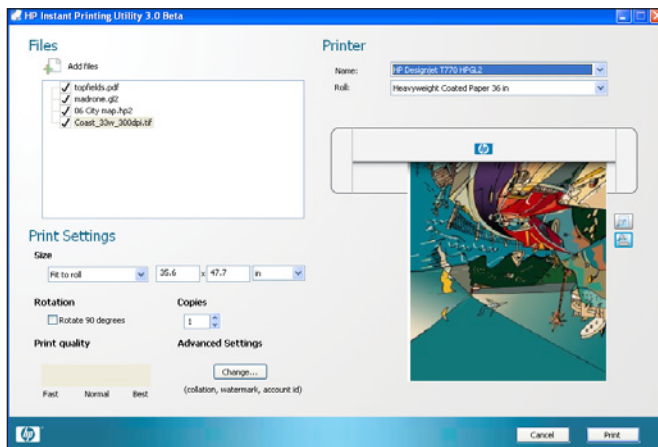 HP Instant Printing Utility 3.0 Beta
Files
Add files
topfields.pdf
madrone.gl2
06 City map.hp2
Coast_33w_300dpi.tif
Printer
Name: HP Designjet T770 HPGL2
Roll: Heavyweight Coated Paper 36 in
hp
Print Settings
Size
Fit to roll 35.6 x 47.7 in
Rotation Copies
Rotate 90 degrees 1
Print quality Advanced Settings
Change...
Fast Normal Best (collation, watermark, account id)
hp Cancel Print